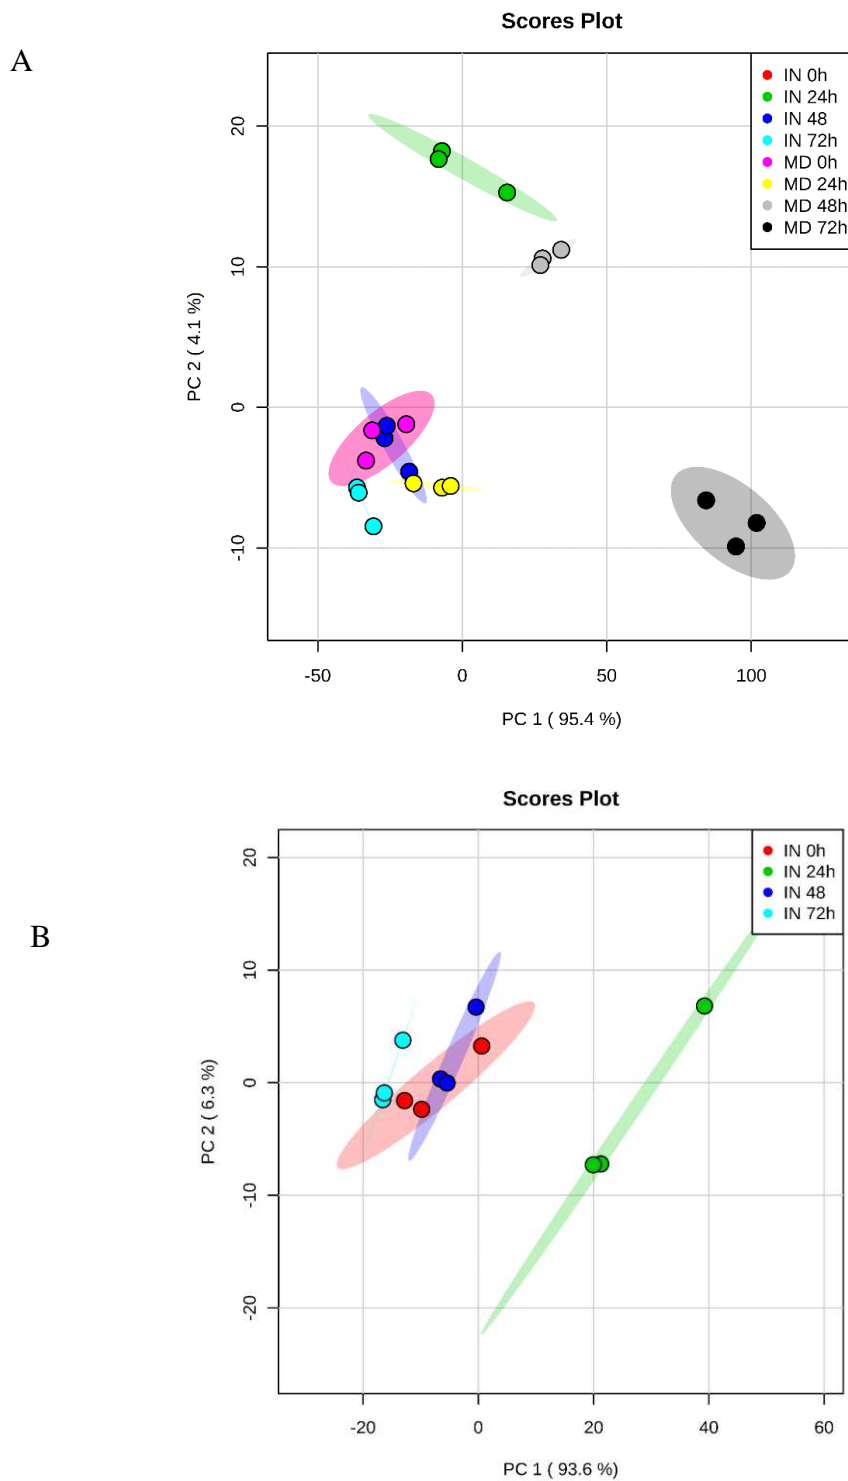 Scores Plot
A
IN 0h
IN 24h
IN 48
IN 72h
MD 0h
MD 24h
MD 48h
MD 72h
20
10
0
-10
PC 2 ( 4.1 %)
-50 0 50 100
PC 1 ( 95.4 %)
Scores Plot
B
IN 0h
IN 24h
IN 48
IN 72h
20
10
0
-10
-20
PC 2 ( 6.3 %)
-20 0 20 40 60
PC 1 ( 93.6 %)